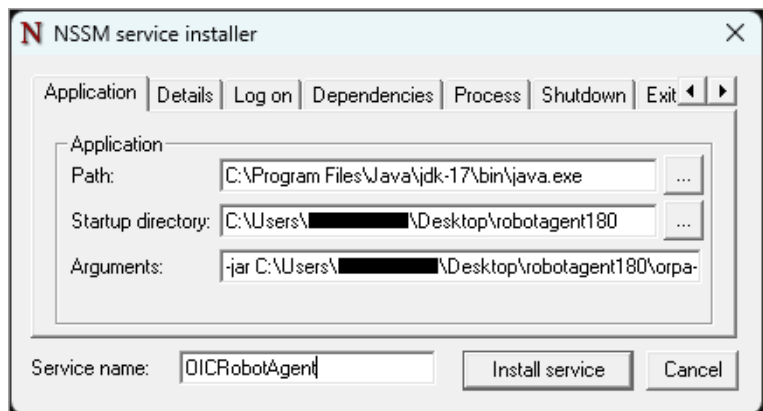 N NSSM service installer
Application Details Log on Dependencies Process Shutdown Exit
Application
Path: C:\Program Files\Java\jdk-17\bin\java.exe ...
Startup directory: C:\Users\ \Desktop\robotagent180 ...
Arguments: -jar C:\Users\ \Desktop\robotagent180\orpa-
Service name: OICRobotAgent Install service Cancel